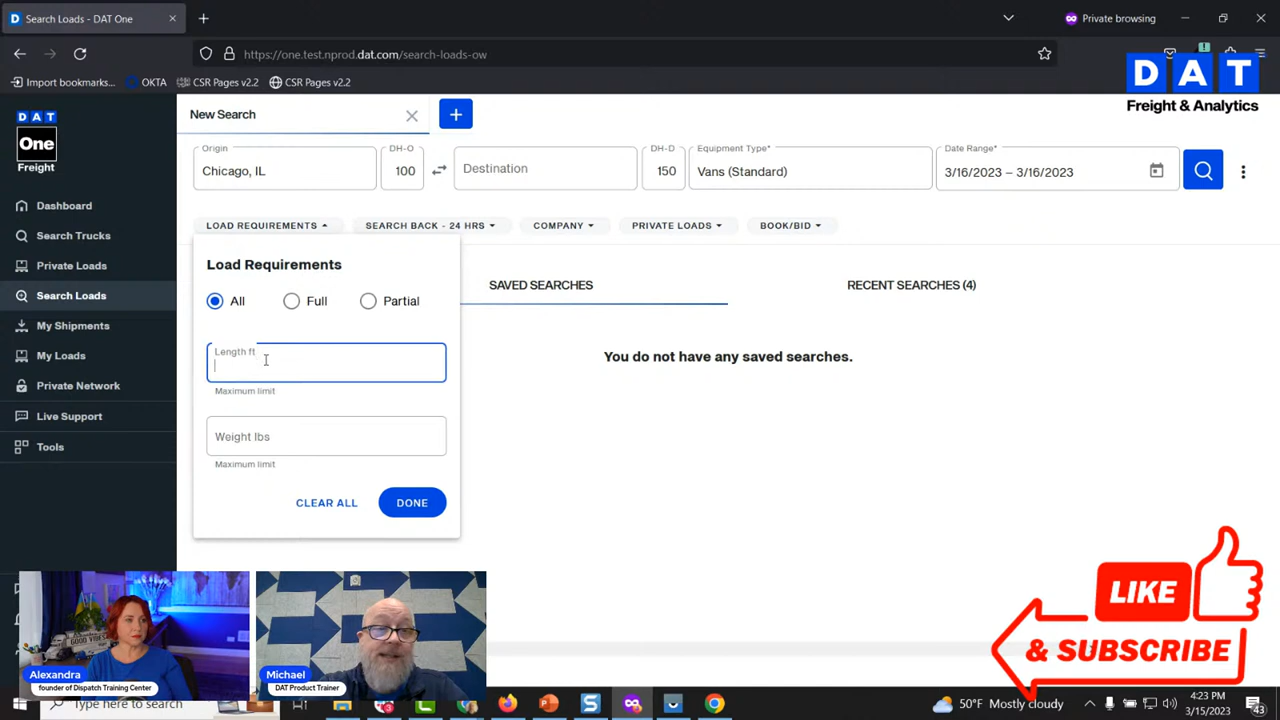 Search Loads - DAT One
Private browsing
https://one.test.nprod.dat.com/search-loads-ow
Import bookmarks...
OKTA
CSR Pages v2.2
CSR Pages v2.2
DAT
One
Freight
DAT
Freight & Analytics
New Search
Origin
Chicago, IL
DH-O
100
Destination
DH-D
150
Equipment Type*
Vans (Standard)
Date Range*
3/16/2023 – 3/16/2023
Dashboard
Search Trucks
Private Loads
Search Loads
My Shipments
My Loads
Private Network
Live Support
Tools
LOAD REQUIREMENTS
SEARCH BACK - 24 HRS
COMPANY
PRIVATE LOADS
BOOK/BID
Load Requirements
All
Full
Partial
Length ft
Maximum limit
Weight lbs
Maximum limit
CLEAR ALL
DONE
SAVED SEARCHES
RECENT SEARCHES (4)
You do not have any saved searches.
GOOD VIBES
Alexandra
founder of Dispatch Training Center
Michael
DAT Product Trainer
LIKE
& SUBSCRIBE
Type here to search
50°F Mostly cloudy
4:23 PM
3/15/2023
43